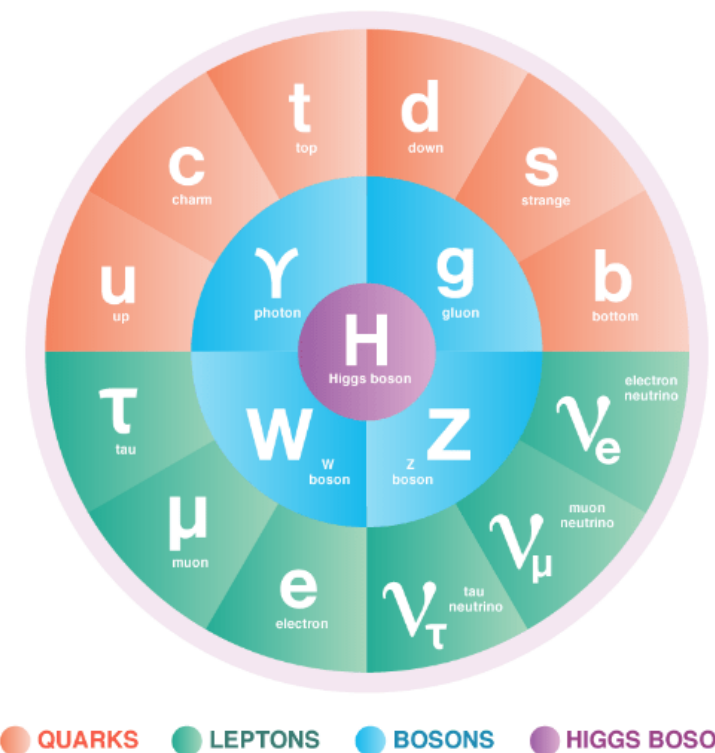 t
top
d
down
c
charm
s
strange
u
up
γ
photon
g
gluon
b
bottom
H
Higgs boson
τ
tau
W
W
boson
Z
Z
boson
νe
electron
neutrino
μ
muon
νμ
muon
neutrino
e
electron
ντ
tau
neutrino
QUARKS
LEPTONS
BOSONS
HIGGS BOSO